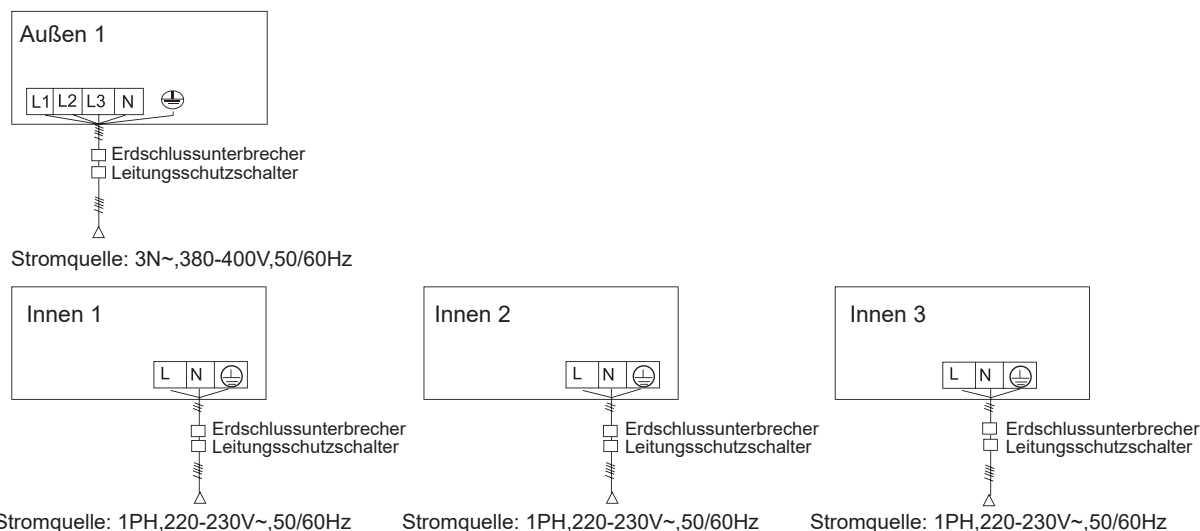 Außen 1
L1 L2 L3 N
Erdschlussunterbrecher
Leitungsschutzschalter
Stromquelle: 3N~,380-400V,50/60Hz
Innen 1
L N
Erdschlussunterbrecher
Leitungsschutzschalter
Stromquelle: 1PH,220-230V~,50/60Hz
Innen 2
L N
Erdschlussunterbrecher
Leitungsschutzschalter
Stromquelle: 1PH,220-230V~,50/60Hz
Innen 3
L N
Erdschlussunterbrecher
Leitungsschutzschalter
Stromquelle: 1PH,220-230V~,50/60Hz